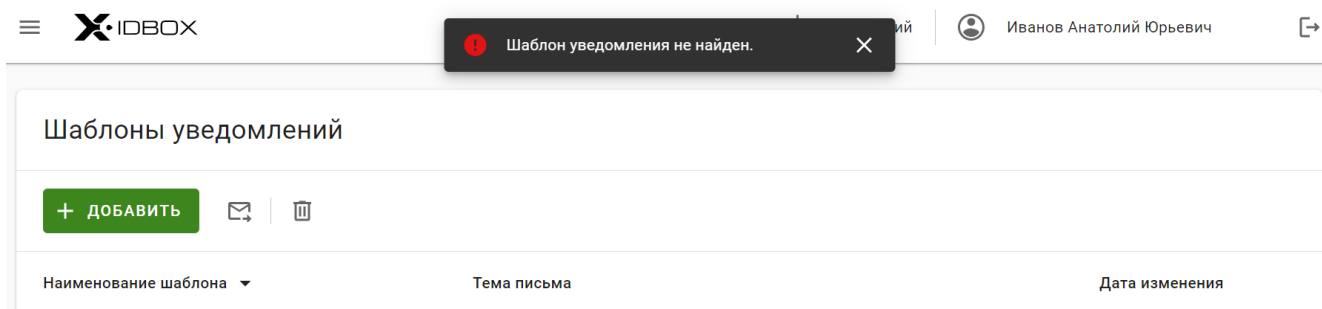 IDBOX
Шаблон уведомления не найден.
Иванов Анатолий Юрьевич
Шаблоны уведомлений
+ ДОБАВИТЬ
Наименование шаблона Тема письма Дата изменения